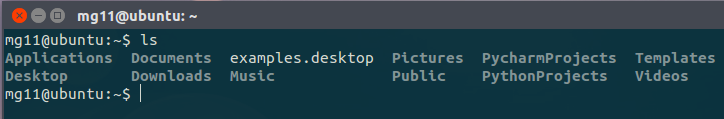 mg11@ubuntu: ~
mg11@ubuntu:~$ ls
Applications  Documents  examples.desktop  Pictures  PycharmProjects  Templates
Desktop       Downloads  Music             Public    PythonProjects   Videos
mg11@ubuntu:~$